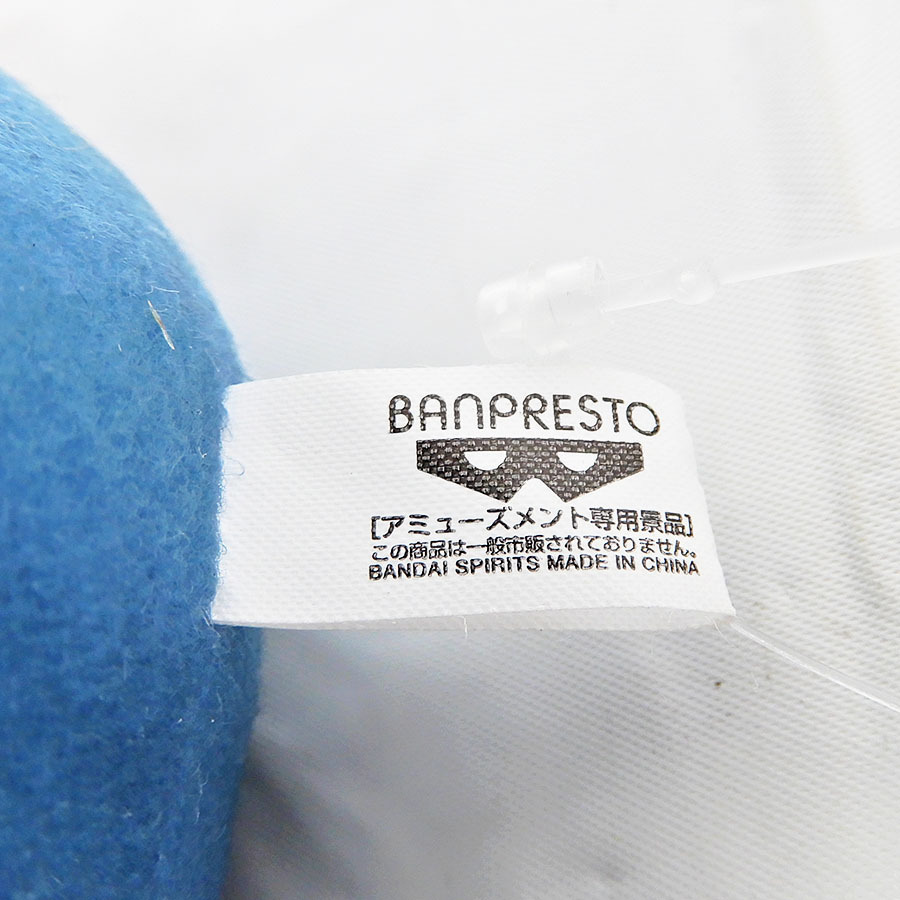 BANPRESTO
[アミューズメント専用景品]
この商品は一般市販されておりません。
BANDAI SPIRITS MADE IN CHINA